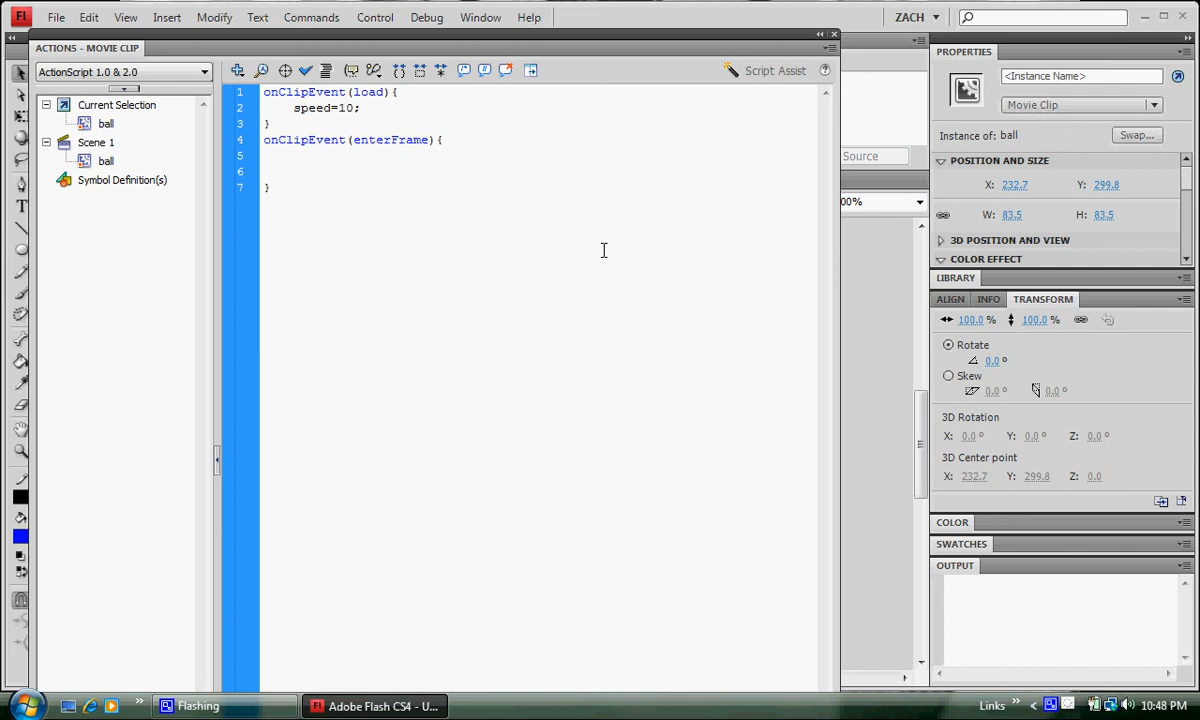 Fl File Edit View Insert Modify Text Commands Control Debug Window Help ZACH
ACTIONS - MOVIE CLIP
ActionScript 1.0 & 2.0
Script Assist
Current Selection
ball
Scene 1
ball
Symbol Definition(s)
1 onClipEvent(load){
2 speed=10;
3 }
4 onClipEvent(enterFrame){
5
6
7 }
Source
00%
PROPERTIES
<Instance Name>
Movie Clip
Instance of: ball Swap...
POSITION AND SIZE
X: 232.7 Y: 299.8
W: 83.5 H: 83.5
3D POSITION AND VIEW
COLOR EFFECT
LIBRARY
ALIGN INFO TRANSFORM
100.0 % 100.0 %
Rotate
0.0 °
Skew
0.0 ° 0.0 °
3D Rotation
X: 0.0 ° Y: 0.0 ° Z: 0.0 °
3D Center point
X: 232.7 Y: 299.8 Z: 0.0
COLOR
SWATCHES
OUTPUT
Flashing
Fl Adobe Flash CS4 - U...
Links
10:48 PM